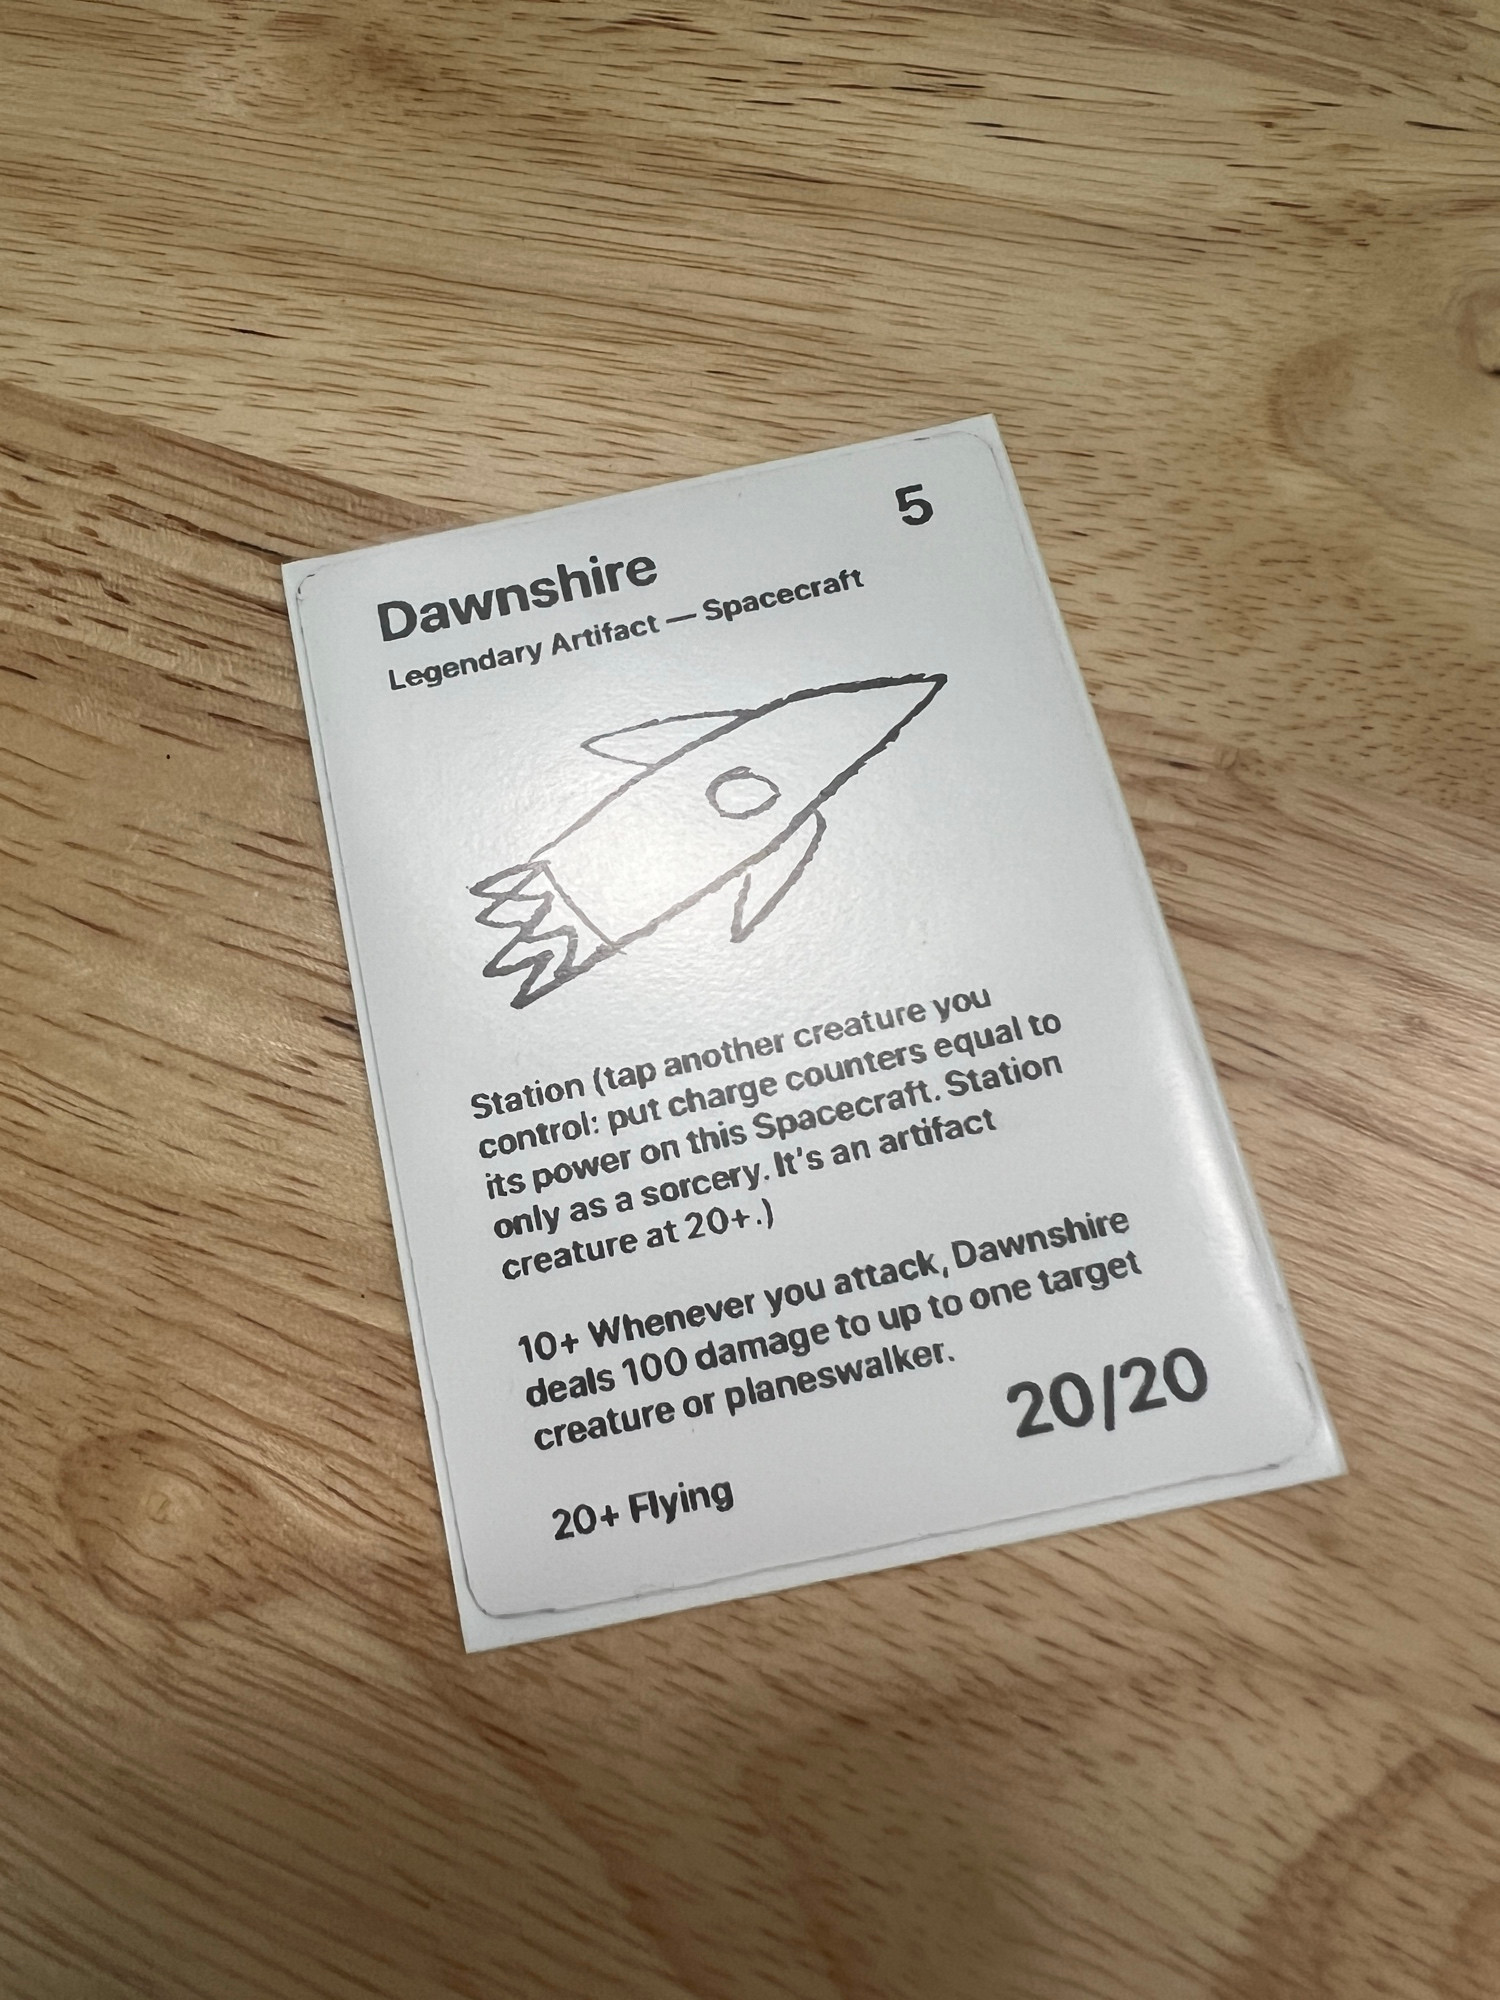 5
Dawnshire
Legendary Artifact — Spacecraft
Station (tap another creature you
control: put charge counters equal to
its power on this Spacecraft. Station
only as a sorcery. It's an artifact
creature at 20+.)
10+ Whenever you attack, Dawnshire
deals 100 damage to up to one target
creature or planeswalker.
20/20
20+ Flying